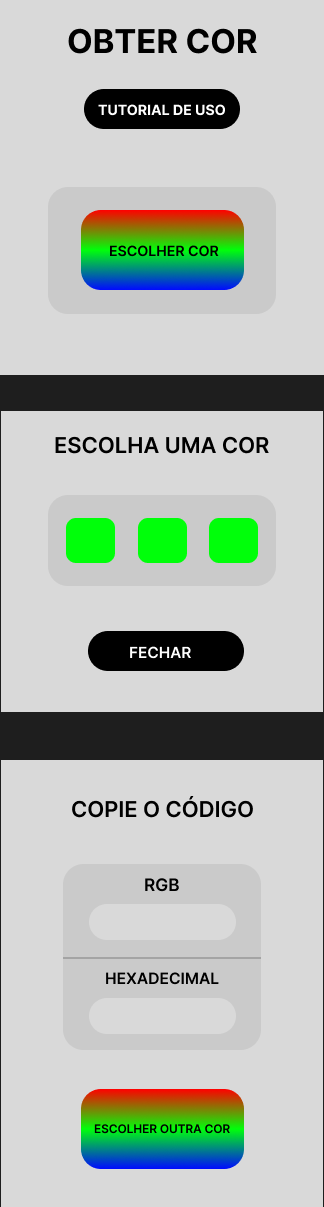 OBTER COR
TUTORIAL DE USO
ESCOLHER COR
ESCOLHA UMA COR
FECHAR
COPIE O CÓDIGO
RGB
HEXADECIMAL
ESCOLHER OUTRA COR